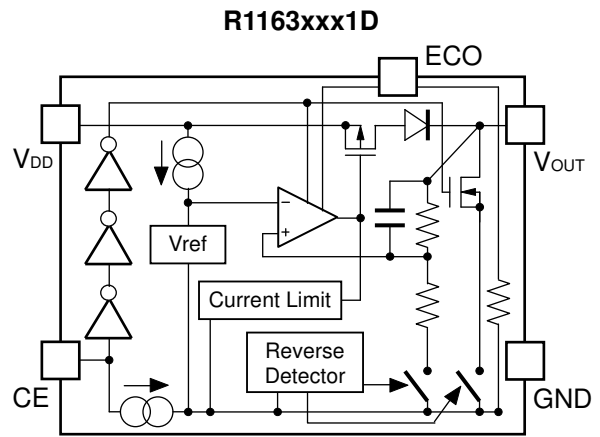 R1163xxx1D
ECO
VDD
VOUT
−
+
Vref
Current Limit
Reverse
Detector
CE
GND